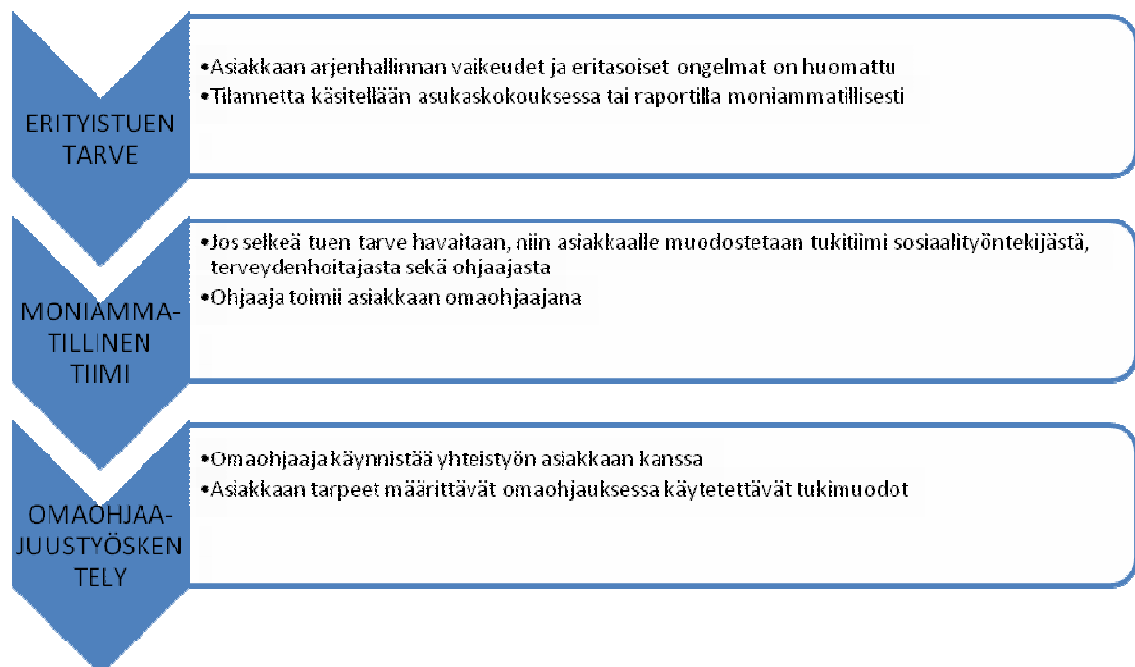 ERITYISTUEN
TARVE
•Asiakkaan arjenhallinnan vaikeudet ja eritasoiset ongelmat on huomattu
•Tilannetta käsitellään asukaskokouksessa tai raportilla moniammatillisesti
MONIAMMA-
TILLINEN
TIIMI
•Jos selkeä tuen tarve havaitaan, niin asiakkaalle muodostetaan tukitiimi sosiaalityöntekijästä,
terveydenhoitajasta sekä ohjaajasta
•Ohjaaja toimii asiakkaan omaohjaajana
OMAOHJAA-
JUUSTYÖSKEN
TELY
•Omaohjaaja käynnistää yhteistyön asiakkaan kanssa
•Asiakkaan tarpeet määrittävät omaohjauksessa käytetettävät tukimuodot